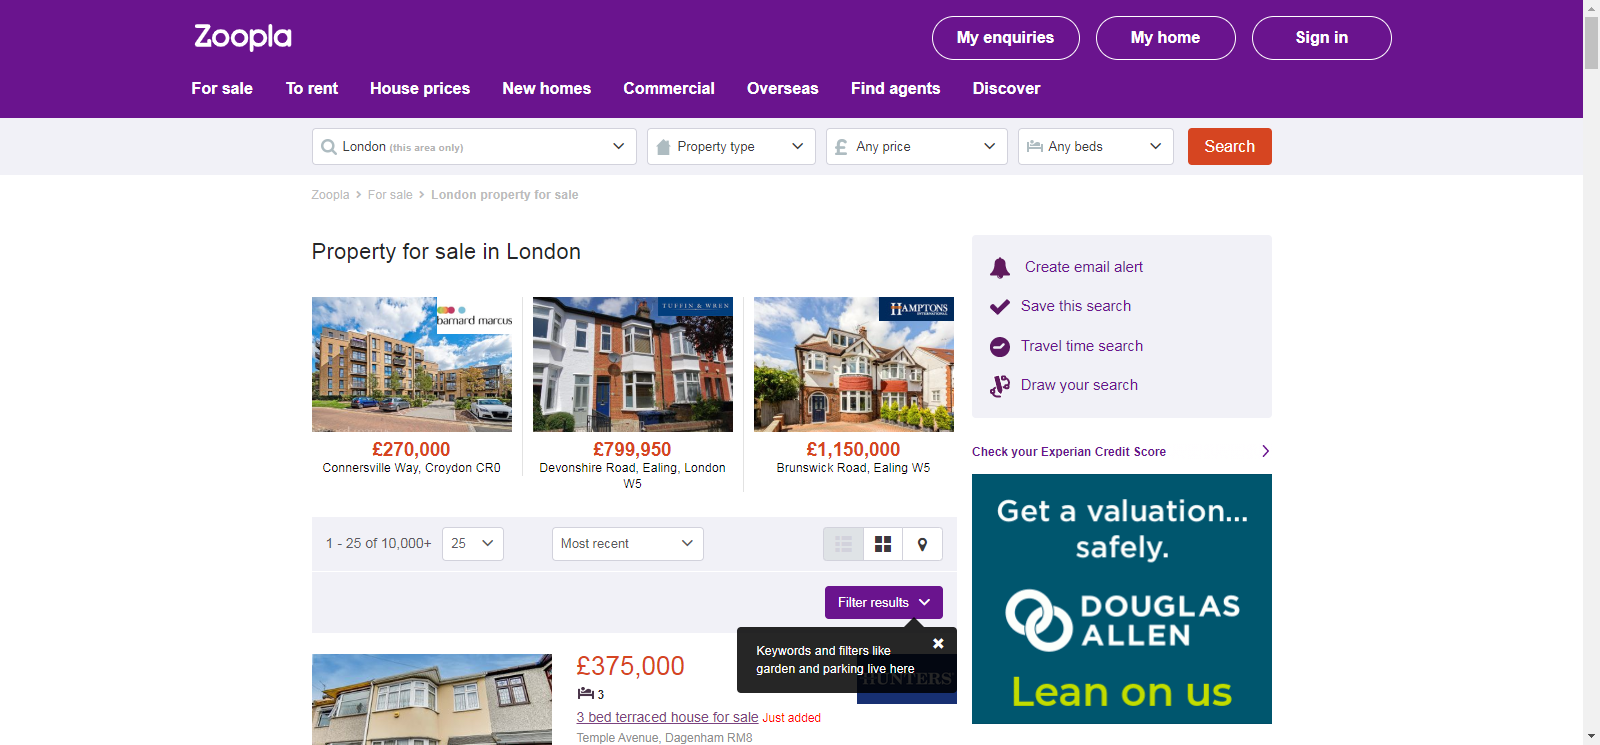 Zoopla
My enquiries
My home
Sign in
For sale
To rent
House prices
New homes
Commercial
Overseas
Find agents
Discover
London (this area only)
Property type
£ Any price
Any beds
Search
Zoopla > For sale > London property for sale
Property for sale in London
barnard marcus
TUFFIN & WREN
HAMPTONS
INTERNATIONAL
£270,000
Connersville Way, Croydon CR0
£799,950
Devonshire Road, Ealing, London
W5
£1,150,000
Brunswick Road, Ealing W5
1 - 25 of 10,000+
25
Most recent
Filter results
Keywords and filters like
garden and parking live here
HUNTERS
£375,000
3
3 bed terraced house for sale Just added
Temple Avenue, Dagenham RM8
Create email alert
Save this search
Travel time search
Draw your search
Check your Experian Credit Score
Get a valuation...
safely.
DOUGLAS
ALLEN
Lean on us